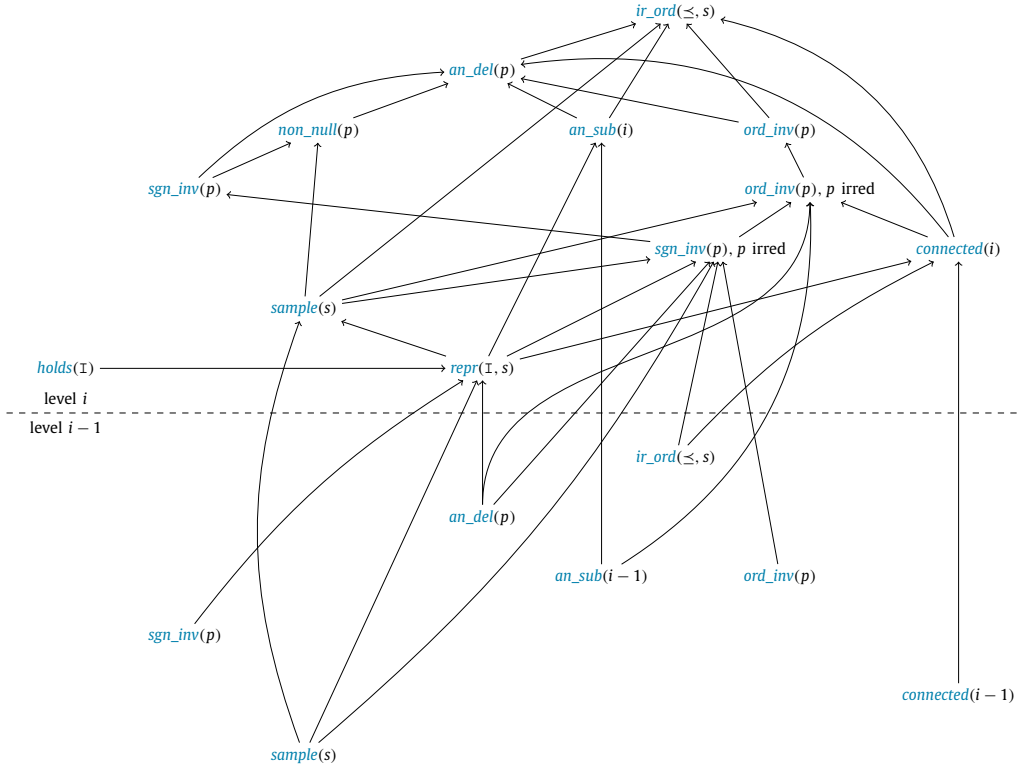 ir_ord(⪯, s)
an_del(p)
non_null(p)
an_sub(i)
ord_inv(p)
sgn_inv(p)
ord_inv(p), p irred
sgn_inv(p), p irred
connected(i)
sample(s)
holds(I)
repr(I, s)
level i
level i − 1
ir_ord(⪯, s)
an_del(p)
an_sub(i − 1)
ord_inv(p)
sgn_inv(p)
connected(i − 1)
sample(s)